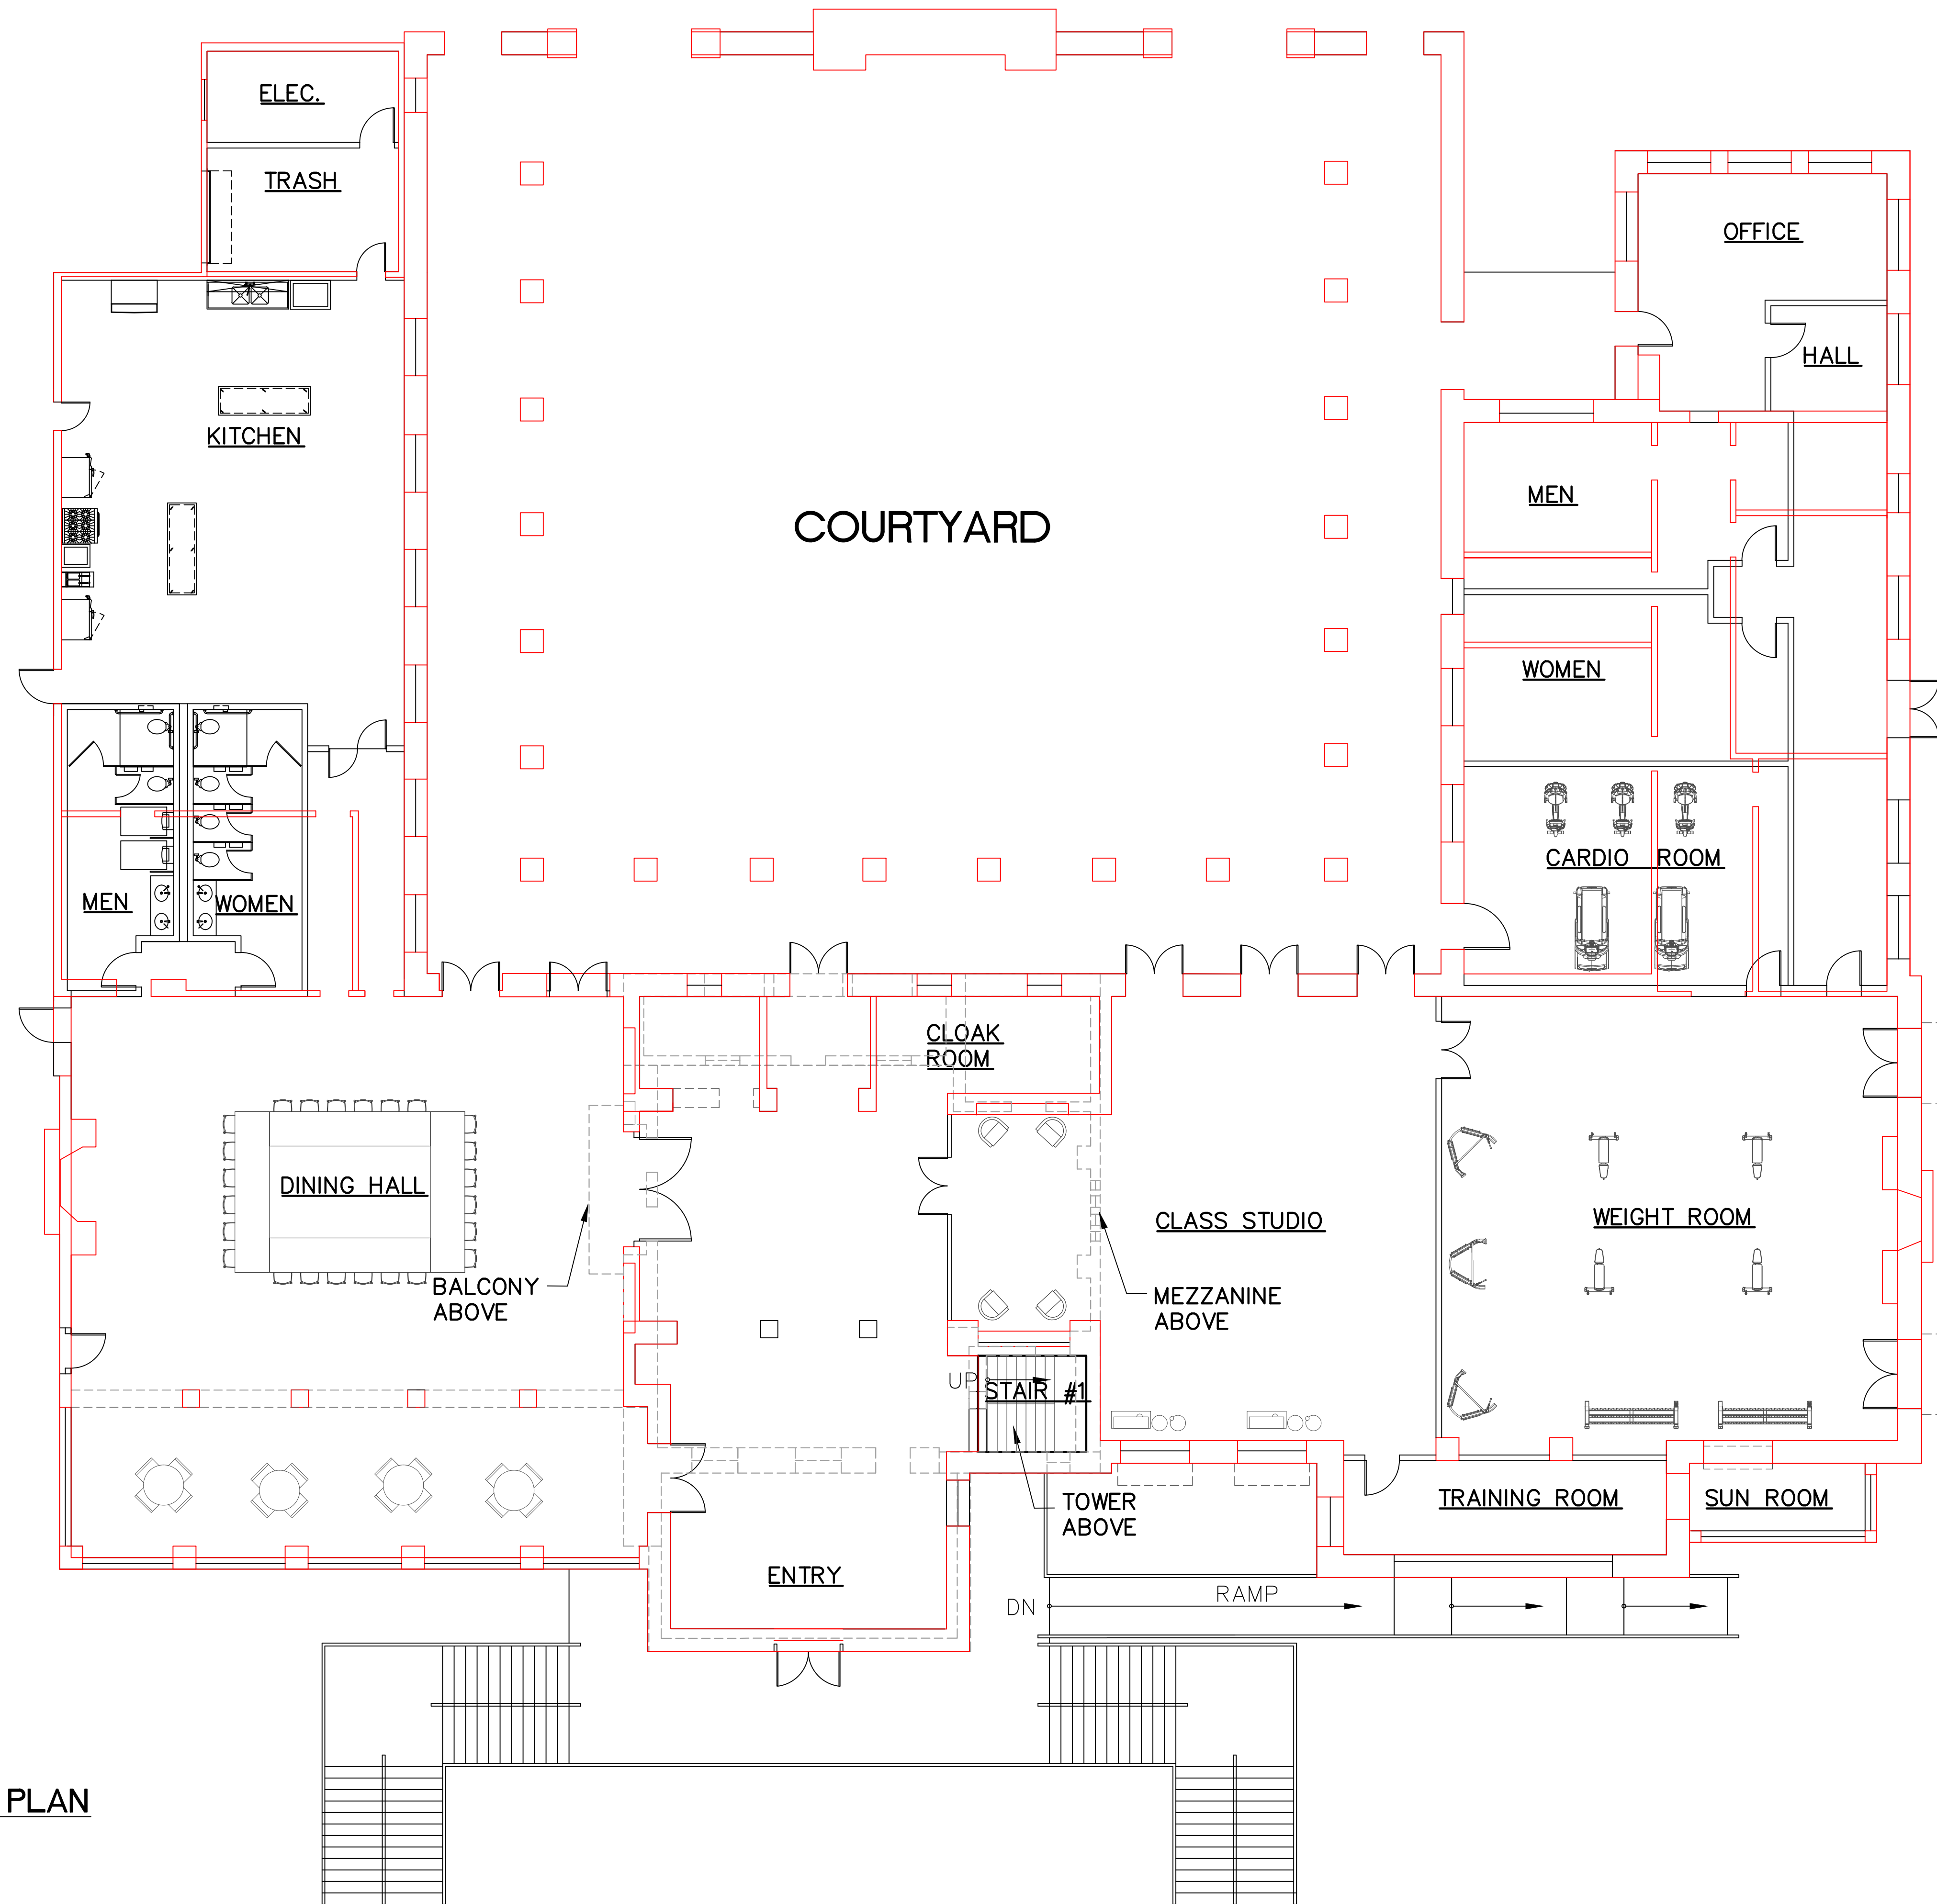 ELEC.
TRASH
OFFICE
HALL
KITCHEN
MEN
COURTYARD
WOMEN
CARDIO ROOM
MEN
WOMEN
CLOAK
ROOM
DINING HALL
CLASS STUDIO
WEIGHT ROOM
BALCONY
ABOVE
MEZZANINE
ABOVE
UP
STAIR #1
TOWER
ABOVE
TRAINING ROOM
SUN ROOM
ENTRY
RAMP
DN
PLAN